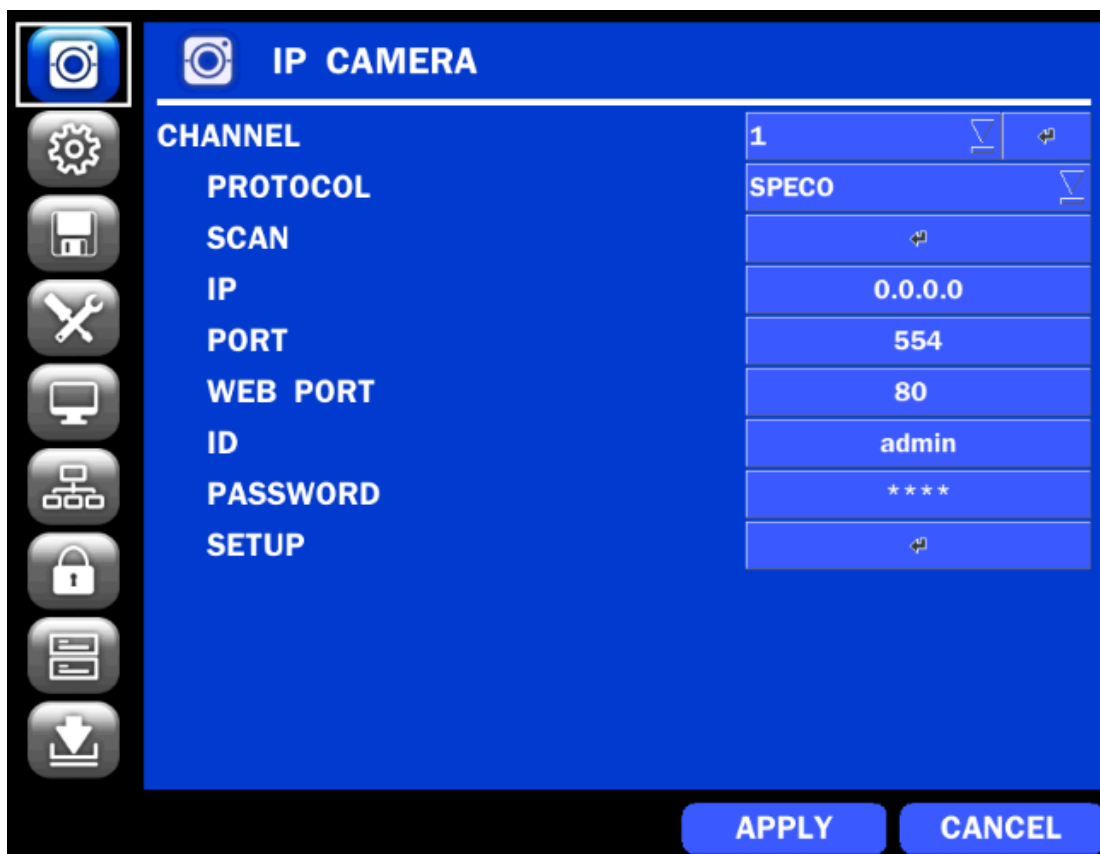 IP CAMERA
CHANNEL 1
PROTOCOL SPECO
SCAN
IP 0.0.0.0
PORT 554
WEB PORT 80
ID admin
PASSWORD ****
SETUP
APPLY CANCEL